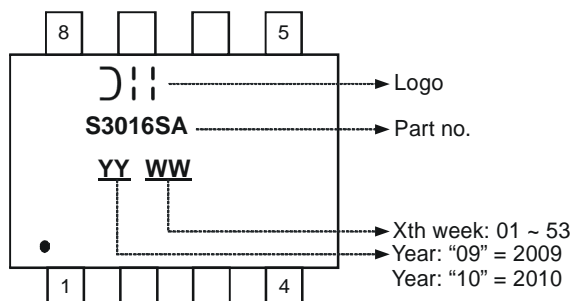 8 5
Logo
S3016SA
Part no.
YY WW
Xth week: 01 ~ 53
Year: “09” = 2009
Year: “10” = 2010
1 4